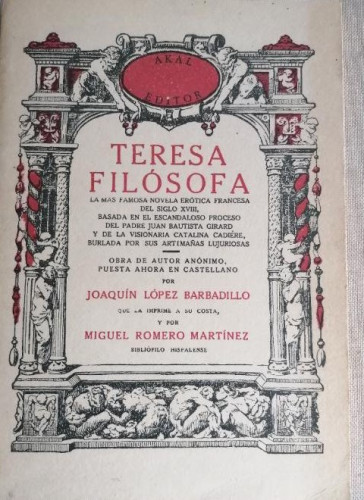 AKAL
EDITOR
TERESA
FILÓSOFA
LA MAS FAMOSA NOVELA ERÓTICA FRANCESA
DEL SIGLO XVIII,
BASADA EN EL ESCANDALOSO PROCESO
DEL PADRE JUAN BAUTISTA GIRARD
Y DE LA VISIONARIA CATALINA CADIÈRE,
BURLADA POR SUS ARTIMAÑAS LUJURIOSAS
OBRA DE AUTOR ANÓNIMO,
PUESTA AHORA EN CASTELLANO
POR
JOAQUÍN LÓPEZ BARBADILLO
QUE LA IMPRIME A SU COSTA,
Y POR
MIGUEL ROMERO MARTÍNEZ
BIBLIÓFILO HISPALENSE